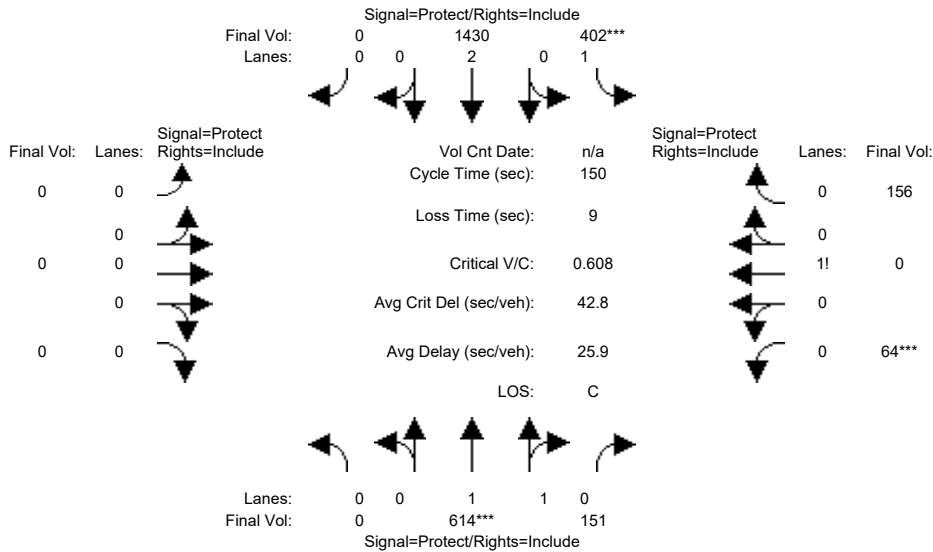 Signal=Protect/Rights=Include
Final Vol: 0 1430 402***
Lanes: 0 0 2 0 1
Signal=Protect Signal=Protect
Final Vol: Lanes: Rights=Include Vol Cnt Date: n/a Rights=Include Lanes: Final Vol:
Cycle Time (sec): 150
0 0 0 156
Loss Time (sec): 9
0 0
0 0 Critical V/C: 0.608 1! 0
0 Avg Crit Del (sec/veh): 42.8 0
0 0 Avg Delay (sec/veh): 25.9 0 64***
LOS: C
Lanes: 0 0 1 1 0
Final Vol: 0 614*** 151
Signal=Protect/Rights=Include